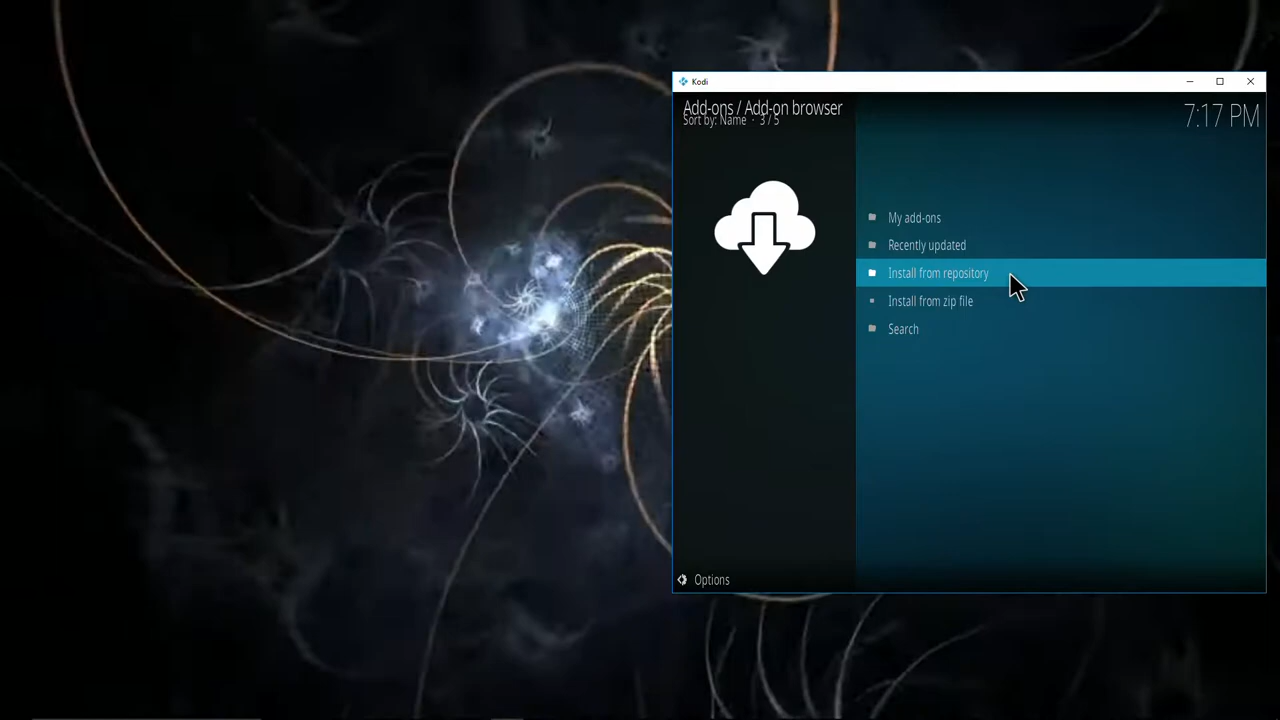 Kodi
Add-ons / Add-on browser
7:17 PM
Sort by: Name · 3 / 5
My add-ons
Recently updated
Install from repository
Install from zip file
Search
Options